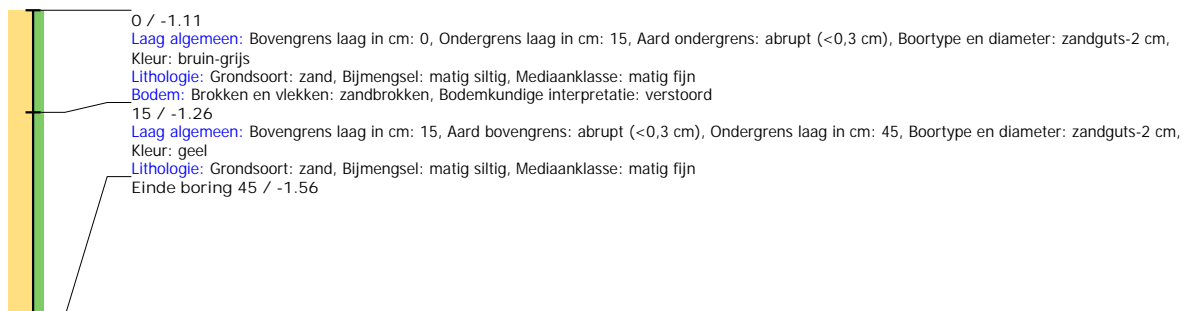 0 / -1.11
Laag algemeen: Bovengrens laag in cm: 0, Ondergrens laag in cm: 15, Aard ondergrens: abrupt (<0,3 cm), Boortype en diameter: zandguts-2 cm,
Kleur: bruin-grijs
Lithologie: Grondsoort: zand, Bijmengsel: matig siltig, Mediaanklasse: matig fijn
Bodem: Brokken en vlekken: zandbrokken, Bodemkundige interpretatie: verstoord
15 / -1.26
Laag algemeen: Bovengrens laag in cm: 15, Aard bovengrens: abrupt (<0,3 cm), Ondergrens laag in cm: 45, Boortype en diameter: zandguts-2 cm,
Kleur: geel
Lithologie: Grondsoort: zand, Bijmengsel: matig siltig, Mediaanklasse: matig fijn
Einde boring 45 / -1.56